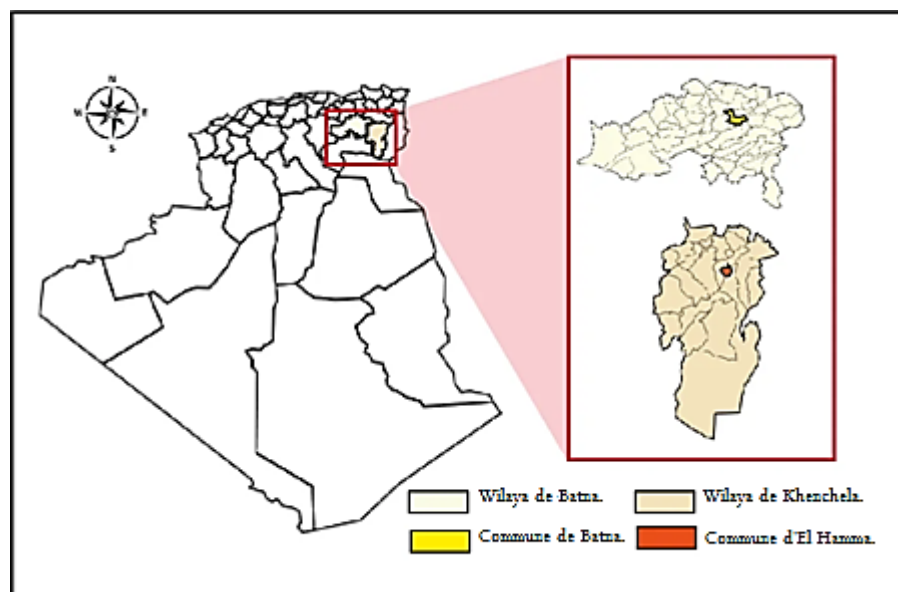 N
W E
S
Wilaya de Batna.
Wilaya de Khenchela.
Commune de Batna.
Commune d'El Hamma.